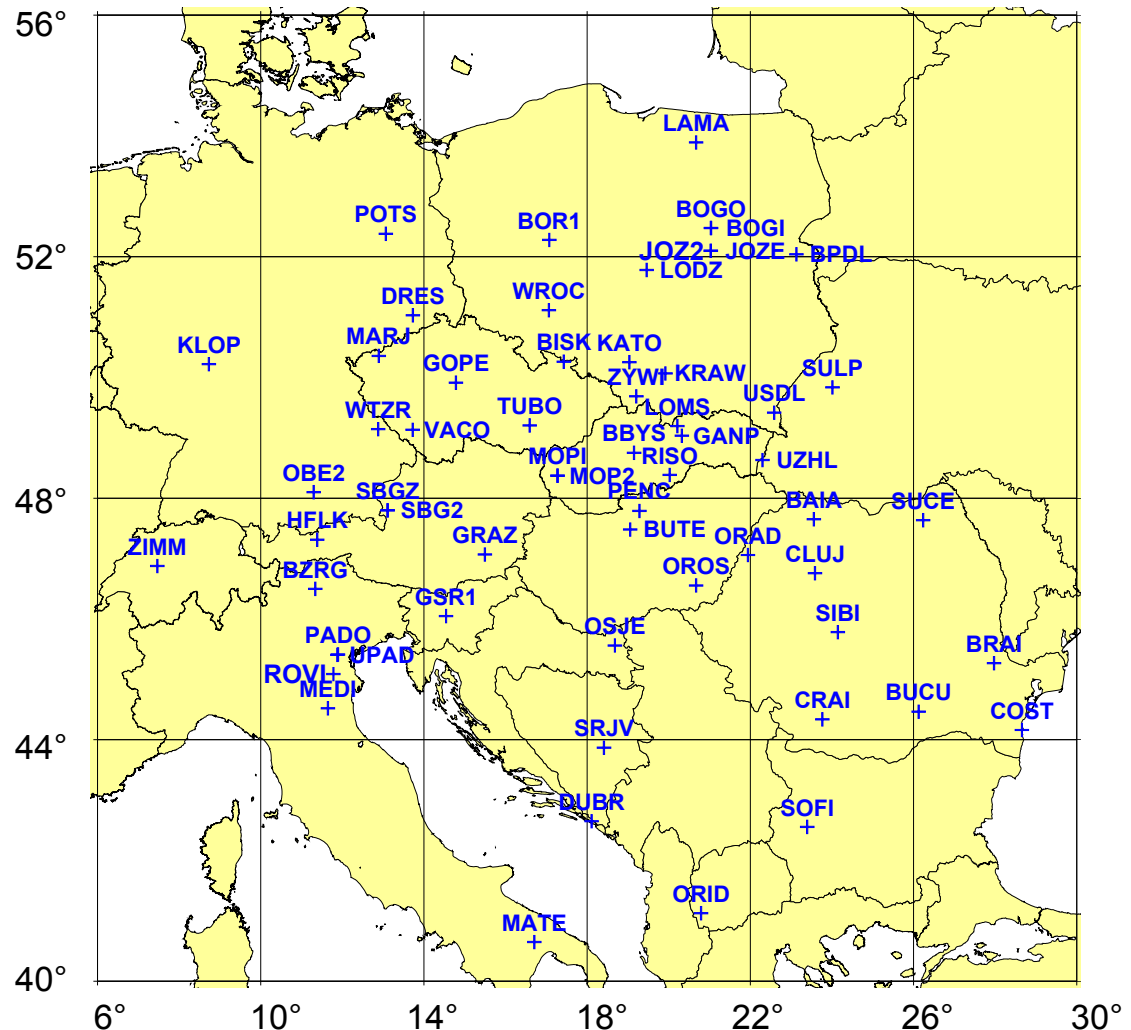 56°
LAMA
POTS
BOR1
BOGO
BOGI
52°
JOZ2
JOZE
BPDL
LODZ
DRES
WROC
MARJ
KLOP
GOPE
BISK
KATO
ZYWI
KRAW
SULP
USDL
WTZR
VACO
TUBO
LOMS
BBYS
GANP
MOPI
MOP2
RISO
UZHL
OBE2
48°
SBGZ
SBG2
PENC
BAIA
SUCE
HFLK
ZIMM
GRAZ
BUTE
ORAD
BZRG
OROS
CLUJ
GSR1
OSJE
SIBI
PADO
UPAD
BRAI
ROVI
MEDI
CRAI
BUCU
COST
44°
SRJV
DUBR
SOFI
ORID
MATE
40°
6° 10° 14° 18° 22° 26° 30°